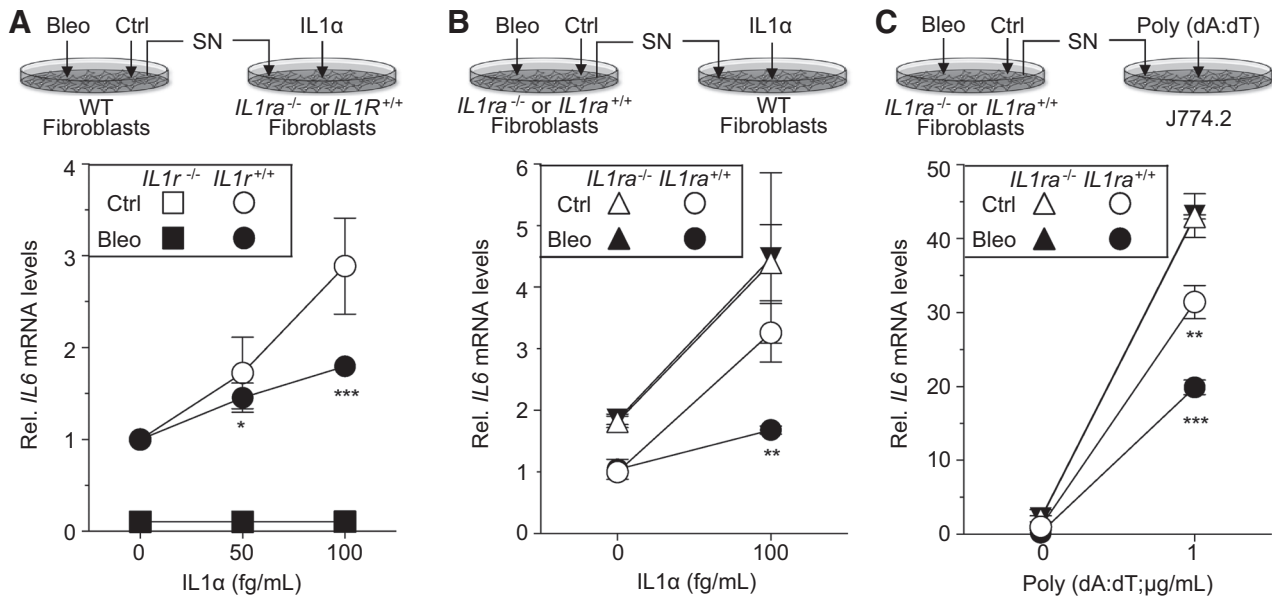 A
Bleo Ctrl SN IL1α
WT
Fibroblasts
IL1ra-/- or IL1R+/+
Fibroblasts
IL1r-/- IL1r+/+
Ctrl
Bleo
Rel. IL6 mRNA levels
4
3
2
1
0
*
***
0 50 100
IL1α (fg/mL)
B
Bleo Ctrl SN IL1α
IL1ra-/- or IL1ra+/+
Fibroblasts
WT
Fibroblasts
IL1ra-/- IL1ra+/+
Ctrl
Bleo
Rel. IL6 mRNA levels
6
5
4
3
2
1
0
**
0 100
IL1α (fg/mL)
C
Bleo Ctrl SN Poly (dA:dT)
IL1ra-/- or IL1ra+/+
Fibroblasts
J774.2
IL1ra-/- IL1ra+/+
Ctrl
Bleo
Rel. IL6 mRNA levels
50
40
30
20
10
0
**
***
0 1
Poly (dA:dT;µg/mL)